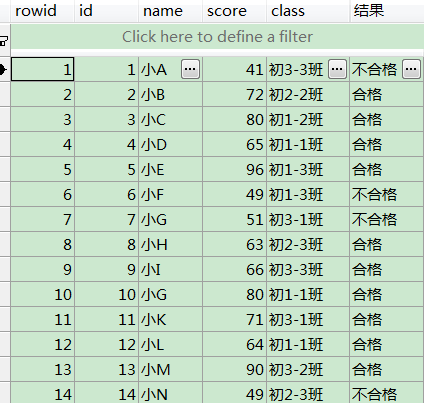 rowid id name score class 结果
Click here to define a filter
1 1 小A ... 41 初3-3班 ... 不合格 ...
2 2 小B 72 初2-2班 合格
3 3 小C 80 初1-2班 合格
4 4 小D 65 初1-1班 合格
5 5 小E 96 初1-3班 合格
6 6 小F 49 初1-3班 不合格
7 7 小G 51 初3-1班 不合格
8 8 小H 63 初2-3班 合格
9 9 小I 66 初3-3班 合格
10 10 小G 80 初1-1班 合格
11 11 小K 71 初3-1班 合格
12 12 小L 64 初1-1班 合格
13 13 小M 90 初3-2班 合格
14 14 小N 49 初2-3班 不合格